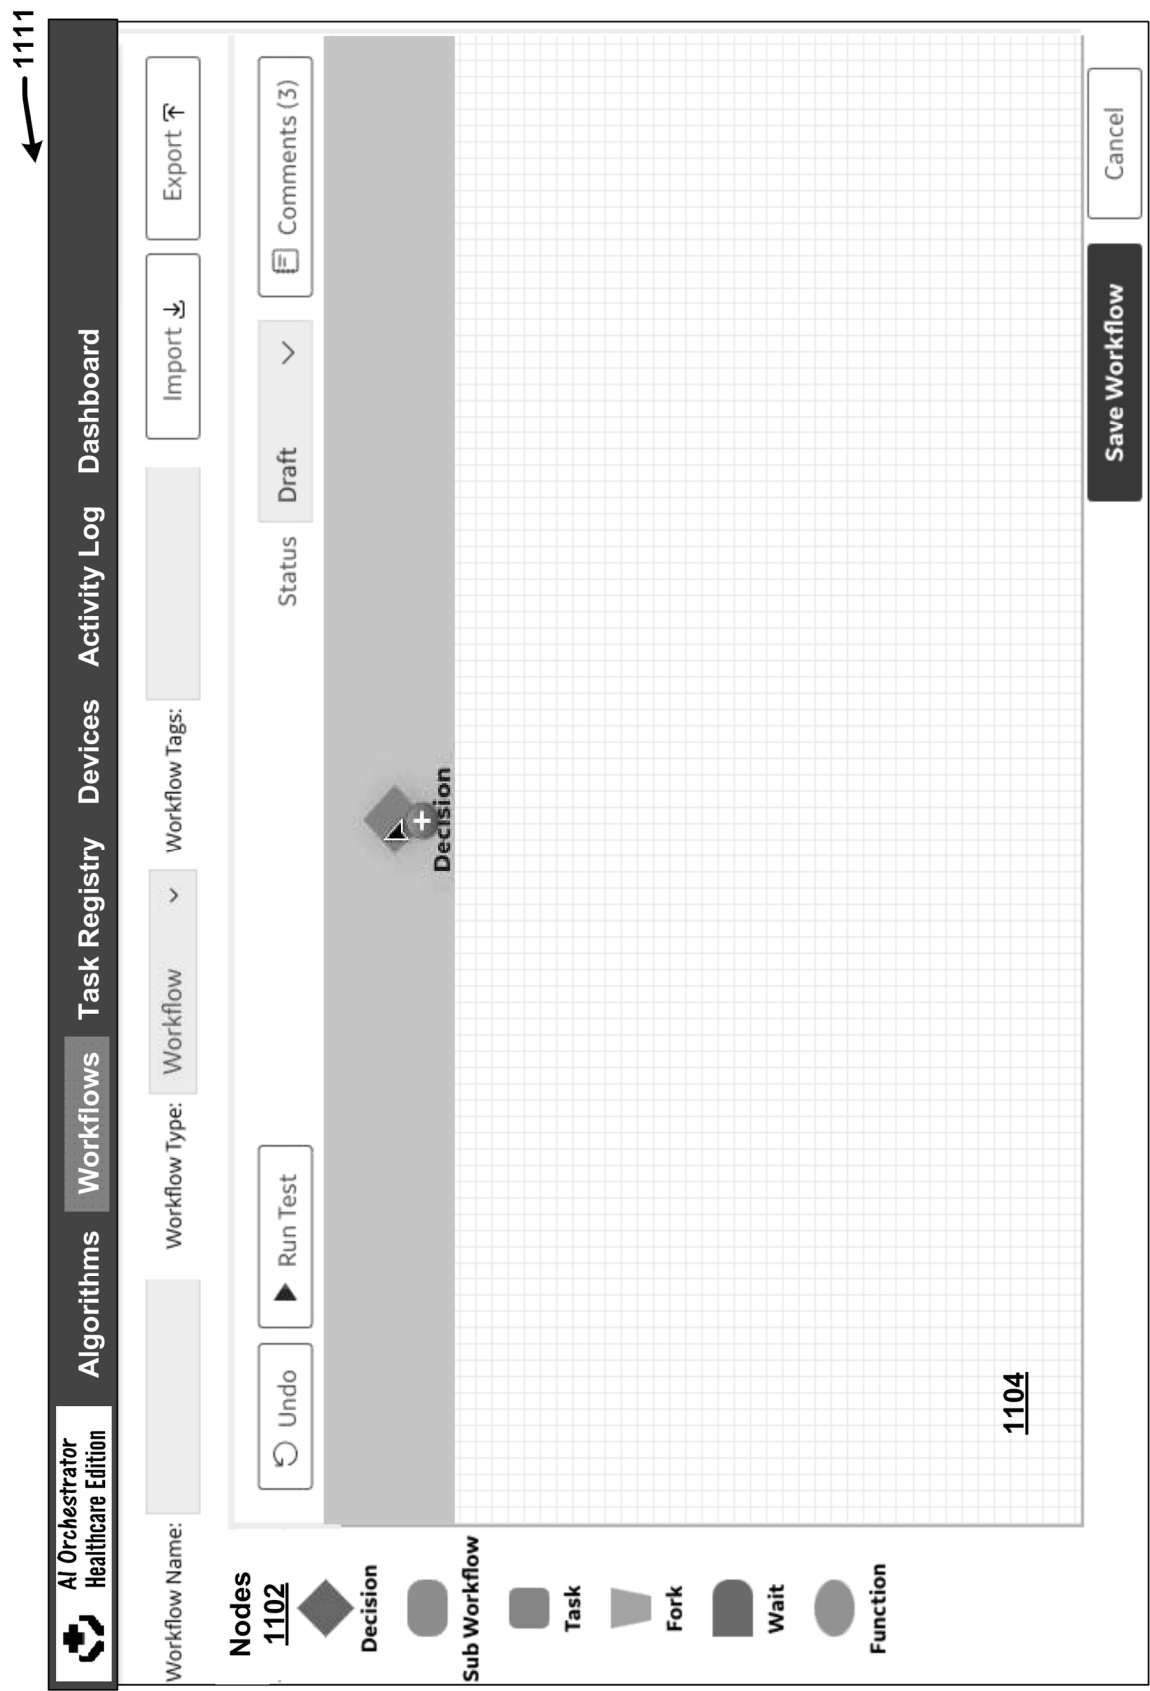 1111
AI Orchestrator
Healthcare Edition
Algorithms Workflows Task Registry Devices Activity Log Dashboard
Workflow Name: Workflow Type: Workflow Workflow Tags: Import Export
Nodes
1102
Undo Run Test Status Draft Comments (3)
Decision
Sub Workflow
Task
Fork
Wait
Function
Decision
1104
Save Workflow Cancel